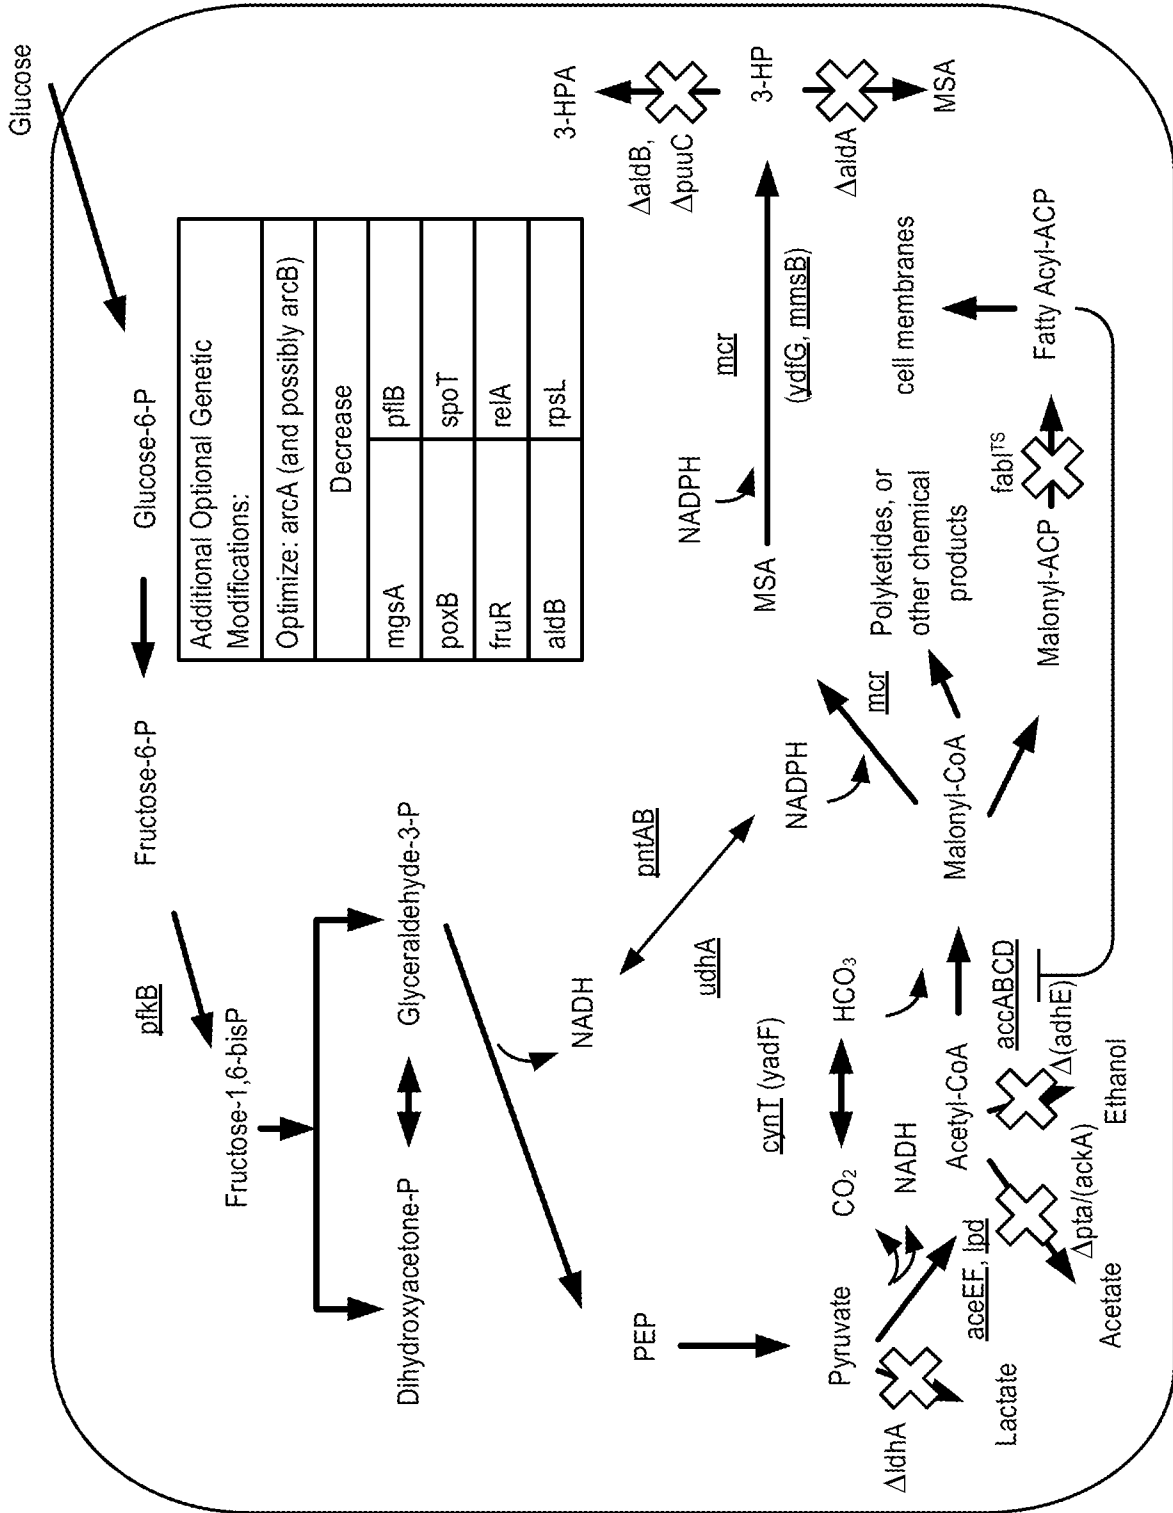 Glucose
Glucose-6-P
Fructose-6-P
pfkB
Fructose-1,6-bisP
Dihydroxyacetone-P
Glyceraldehyde-3-P
NADH
udhA
pntAB
NADPH
Additional Optional Genetic
Modifications:
Optimize: arcA (and possibly arcB)
Decrease
mgsA pflB
poxB spoT
fruR relA
aldB rpsL
PEP
Pyruvate
ΔldhA
Lactate
CO₂
NADH
cynT (yadF)
HCO₃
aceEF, lpd
Acetyl-CoA
Δpta/(ackA)
Acetate
Δ(adhE)
Ethanol
accABCD
Malonyl-CoA
mcr
Polyketides, or
other chemical
products
Malonyl-ACP
fabIᵀˢ
Fatty Acyl-ACP
cell membranes
MSA
NADPH
mcr
(ydfG, mmsB)
3-HP
ΔaldB,
ΔpuuC
3-HPA
ΔaldA
MSA